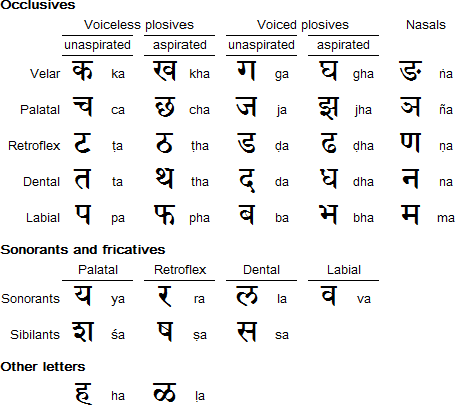 Occlusives
Voiceless plosives Voiced plosives Nasals
unaspirated aspirated unaspirated aspirated
Velar क ka ख kha ग ga घ gha ङ ṅa
Palatal च ca छ cha ज ja झ jha ञ ña
Retroflex ट ṭa ठ ṭha ड ḍa ढ ḍha ण ṇa
Dental त ta थ tha द da ध dha न na
Labial प pa फ pha ब ba भ bha म ma
Sonorants and fricatives
Palatal Retroflex Dental Labial
Sonorants य ya र ra ल la व va
Sibilants श śa ष ṣa स sa
Other letters
ह ha ळ ḷa